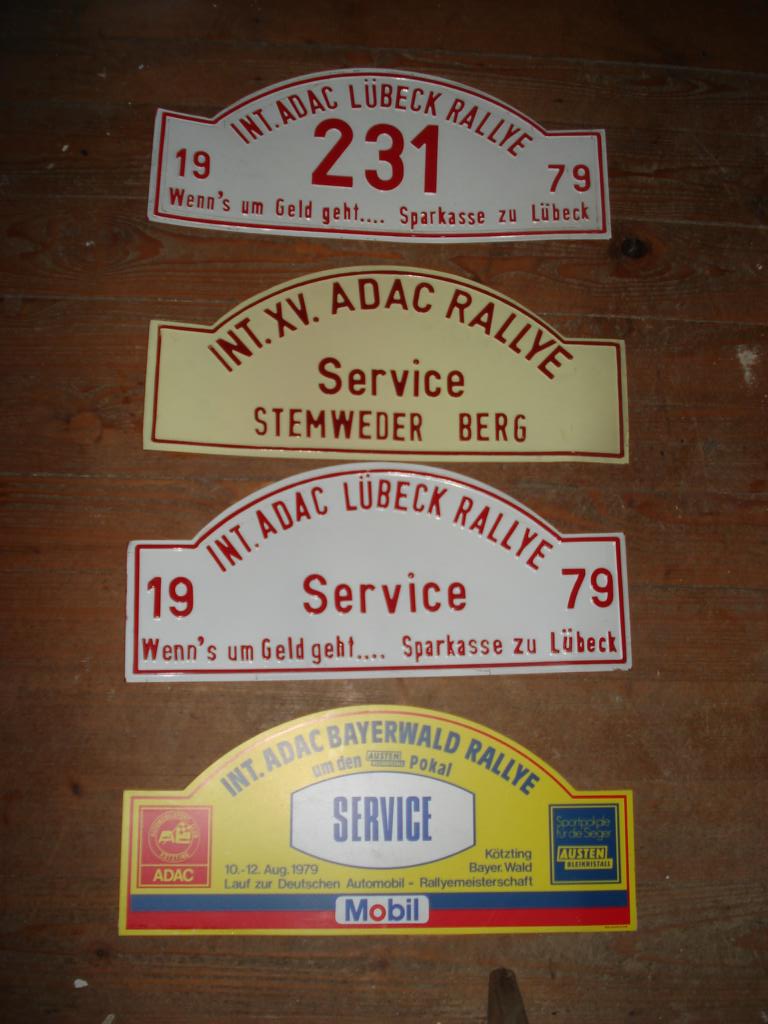 INT. ADAC LÜBECK RALLYE
231
19 79
Wenn's um Geld geht.... Sparkasse zu Lübeck
INT. XV. ADAC RALLYE
Service
STEMWEDER BERG
INT. ADAC LÜBECK RALLYE
19 Service 79
Wenn's um Geld geht.... Sparkasse zu Lübeck
INT. ADAC BAYERWALD RALLYE
um den AUSTEN BLEIKRISTALL Pokal
SERVICE
ADAC
Sportpokale
für die Sieger
AUSTEN
BLEIKRISTALL
10.-12. Aug. 1979
Kötzting
Bayer. Wald
Lauf zur Deutschen Automobil - Rallyemeisterschaft
Mobil